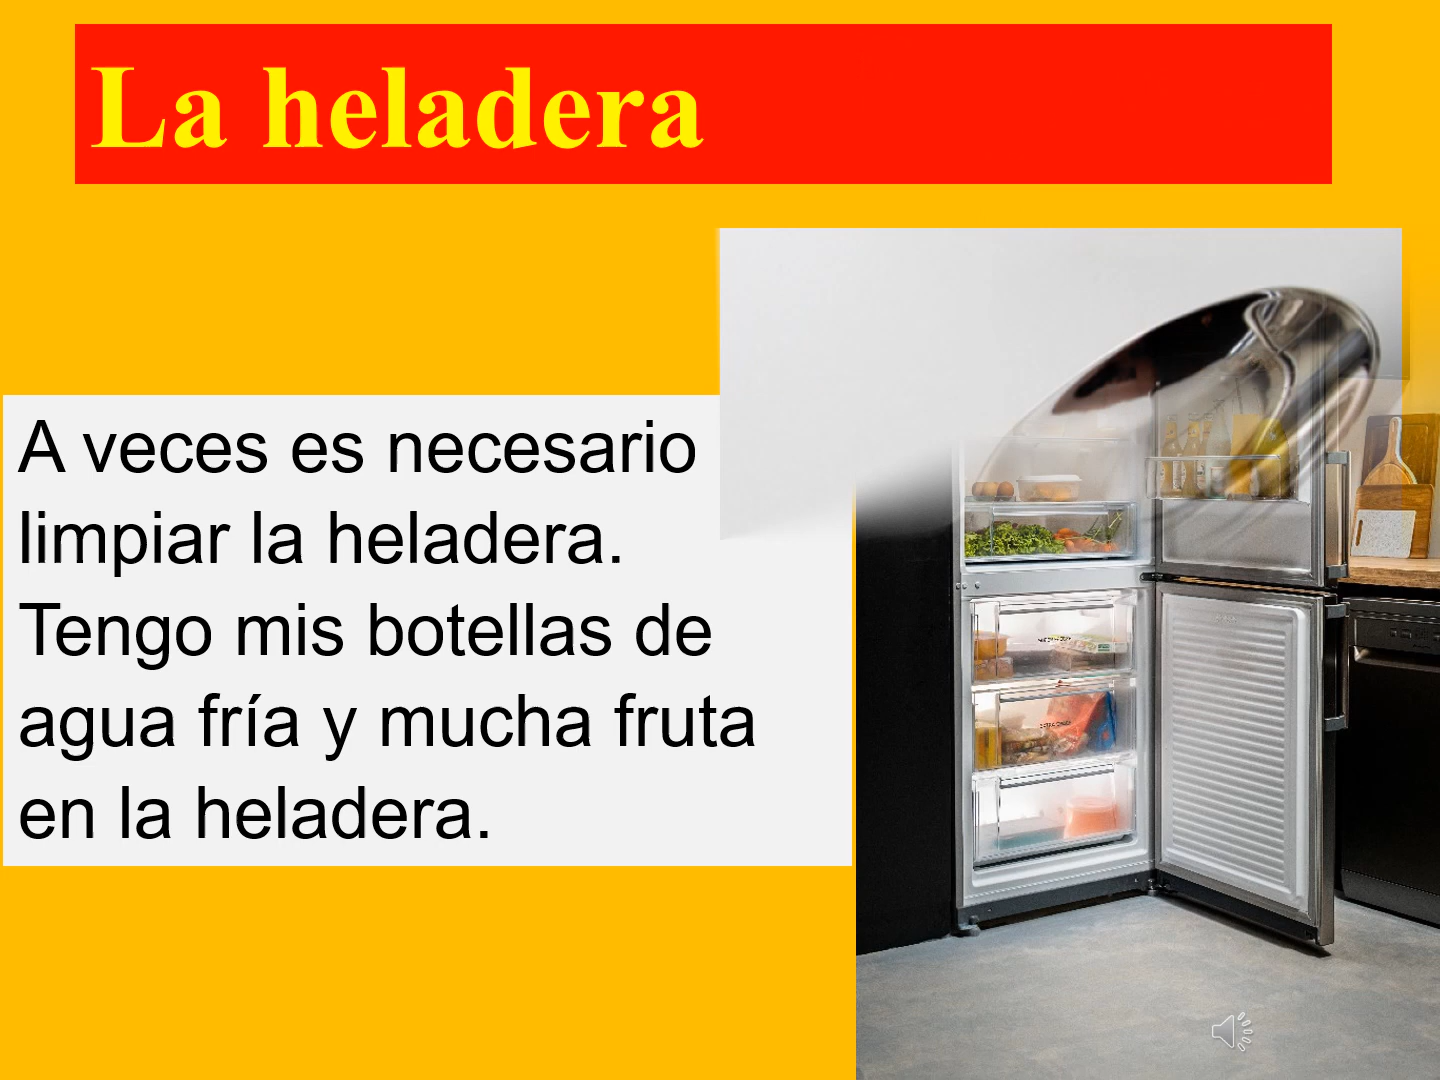 La heladera
A veces es necesario
limpiar la heladera.
Tengo mis botellas de
agua fría y mucha fruta
en la heladera.